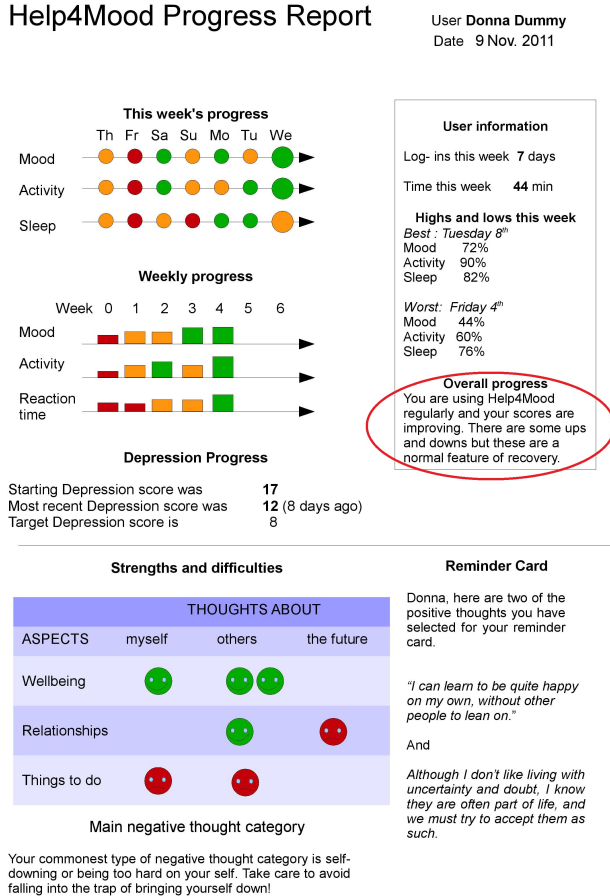 Help4Mood Progress Report
User Donna Dummy
Date 9 Nov. 2011
This week's progress
Th Fr Sa Su Mo Tu We
Mood
Activity
Sleep
Weekly progress
Week 0 1 2 3 4 5 6
Mood
Activity
Reaction
time
Depression Progress
Starting Depression score was 17
Most recent Depression score was 12 (8 days ago)
Target Depression score is 8
User information
Log- ins this week 7 days
Time this week 44 min
Highs and lows this week
Best : Tuesday 8th
Mood 72%
Activity 90%
Sleep 82%
Worst: Friday 4th
Mood 44%
Activity 60%
Sleep 76%
Overall progress
You are using Help4Mood
regularly and your scores are
improving. There are some ups
and downs but these are a
normal feature of recovery.
Strengths and difficulties
THOUGHTS ABOUT
ASPECTS myself others the future
Wellbeing
Relationships
Things to do
Main negative thought category
Your commonest type of negative thought category is self-
downing or being too hard on your self. Take care to avoid
falling into the trap of bringing yourself down!
Reminder Card
Donna, here are two of the
positive thoughts you have
selected for your reminder
card.
“I can learn to be quite happy
on my own, without other
people to lean on.”
And
Although I don’t like living with
uncertainty and doubt, I know
they are often part of life, and
we must try to accept them as
such.